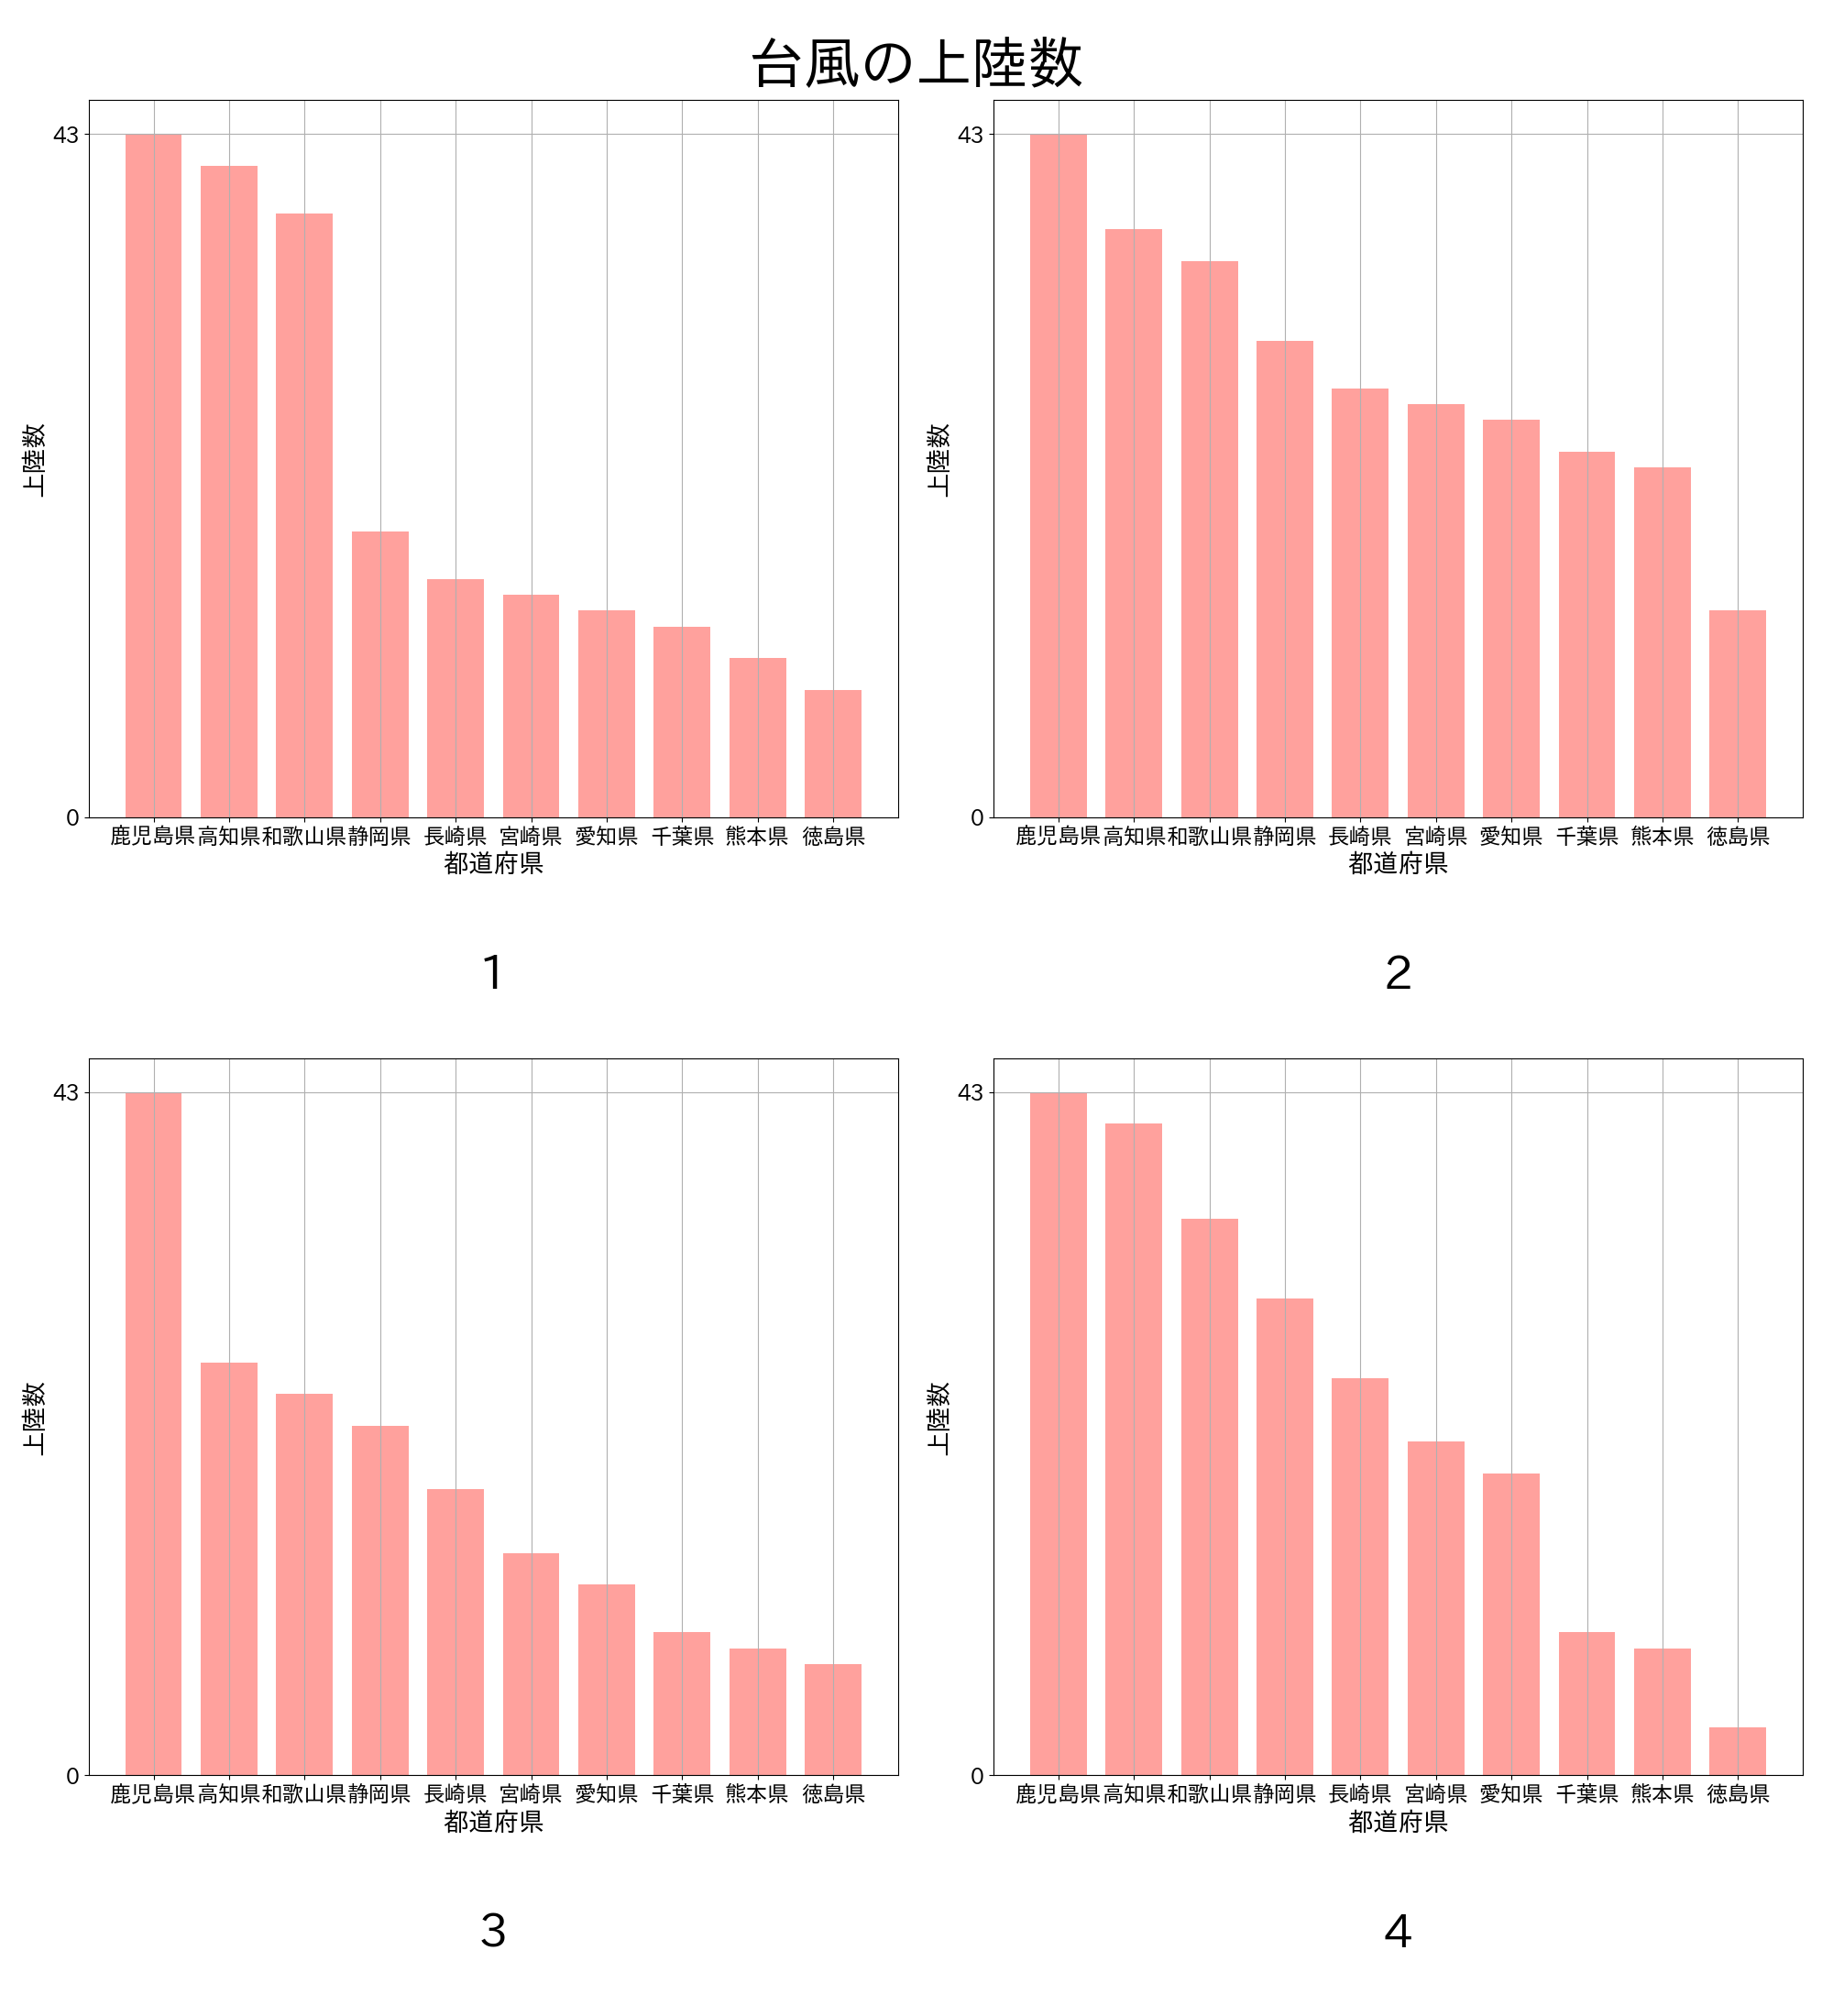 台風の上陸数
43
0
上陸数
鹿児島県 高知県 和歌山県 静岡県 長崎県 宮崎県 愛知県 千葉県 熊本県 徳島県
都道府県
1
43
0
上陸数
鹿児島県 高知県 和歌山県 静岡県 長崎県 宮崎県 愛知県 千葉県 熊本県 徳島県
都道府県
2
43
0
上陸数
鹿児島県 高知県 和歌山県 静岡県 長崎県 宮崎県 愛知県 千葉県 熊本県 徳島県
都道府県
3
43
0
上陸数
鹿児島県 高知県 和歌山県 静岡県 長崎県 宮崎県 愛知県 千葉県 熊本県 徳島県
都道府県
4